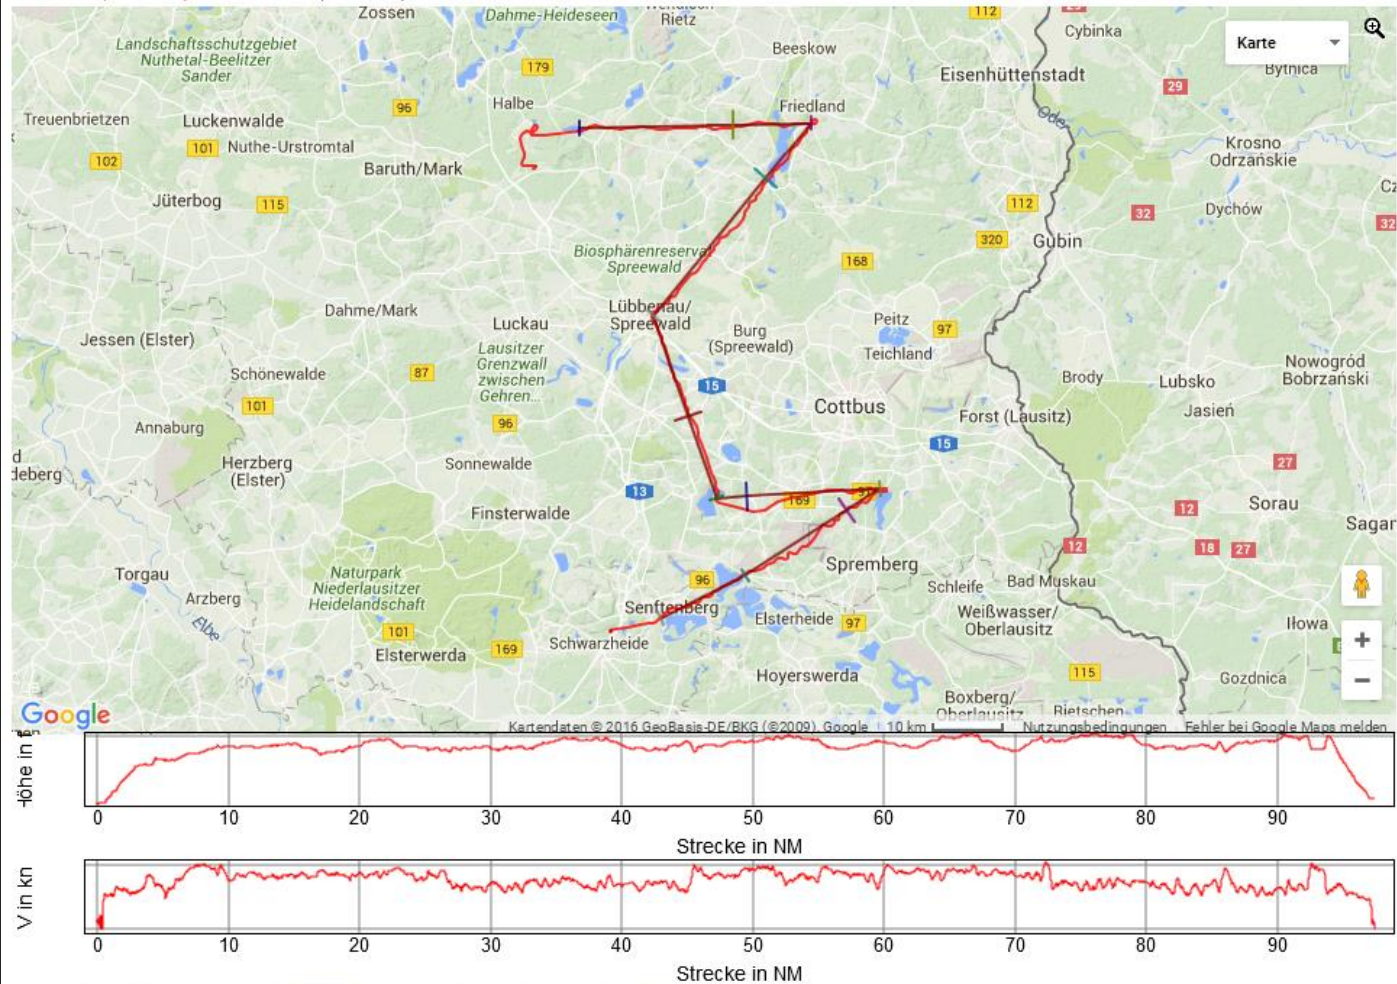 Zossen
Dahme-Heideseen
Rietz
112
Cybinka
Landschaftsschutzgebiet
Nuthetal-Beelitzer
Sander
Beeskow
Karte
179
Eisenhüttenstadt
Bytnica
29
96
Halbe
Friedland
Treuenbrietzen
Luckenwalde
Oder
101
Nuthe-Urstromtal
Krosno
Odrzańskie
102
Baruth/Mark
Jüterbog
115
112
32
Dychów
32
320
Gubin
Biosphärenreservat
Spreewald
168
Dahme/Mark
Lübbenau/
Spreewald
Luckau
Peitz
97
Burg
(Spreewald)
Jessen (Elster)
Lausitzer
Grenzwall
zwischen
Gehren...
Teichland
Nowogród
Bobrzański
Schönewalde
87
15
Brody
Lubsko
101
Cottbus
Jasień
Annaburg
96
Forst (Lausitz)
15
Herzberg
(Elster)
Sonnewalde
27
deberg
13
169
Finsterwalde
12
Sorau
Sagan
12
18
27
Torgau
Naturpark
Niederlausitzer
Heidelandschaft
96
Spremberg
Schleife
Bad Muskau
Arzberg
Senftenberg
Elsterheide
97
Weißwasser/
Oberlausitz
Iłowa
Elbe
101
169
Schwarzheide
Elsterwerda
Hoyerswerda
115
Gozdnica
Boxberg/
Oberlausitz
Rietschen
Google
Kartendaten © 2016 GeoBasis-DE/BKG (©2009), Google
10 km
Nutzungsbedingungen
Fehler bei Google Maps melden
Höhe in
0 10 20 30 40 50 60 70 80 90
Strecke in NM
V in kn
0 10 20 30 40 50 60 70 80 90
Strecke in NM